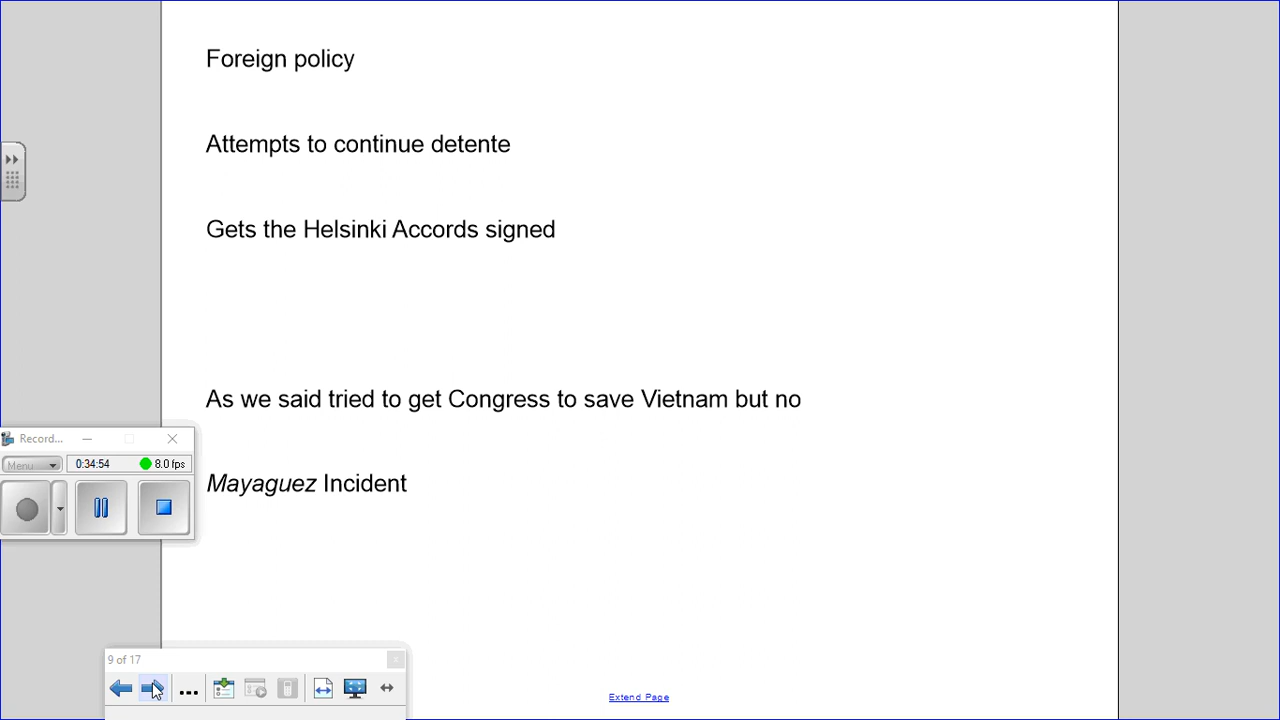 Foreign policy
Attempts to continue detente
Gets the Helsinki Accords signed
As we said tried to get Congress to save Vietnam but no
Record...
Menu
0:34:54
8.0 fps
Mayaguez Incident
9 of 17
Extend Page